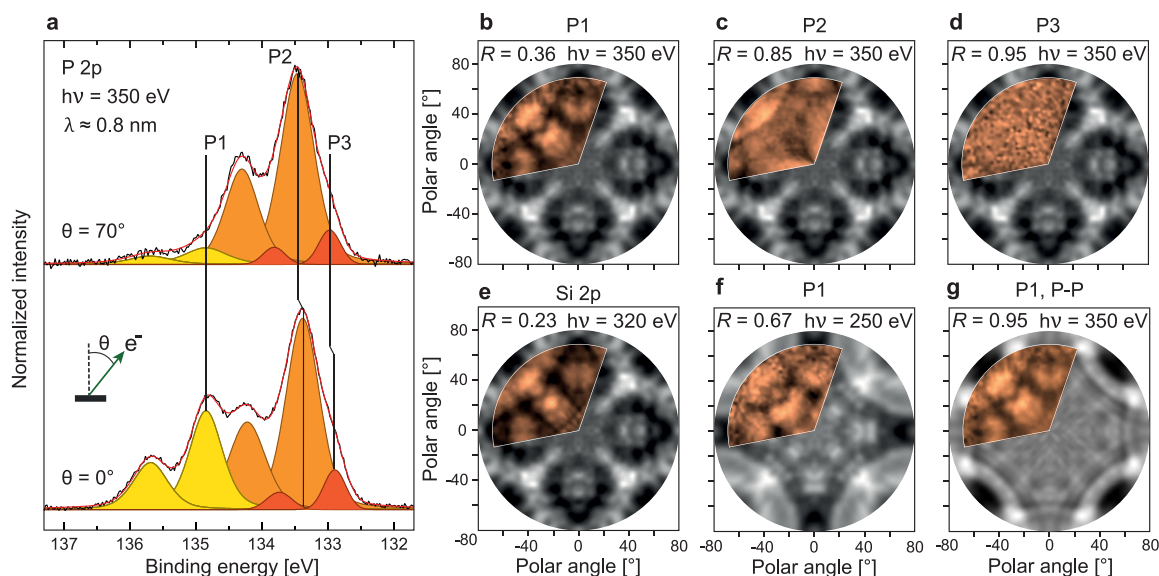 a
P 2p
hν = 350 eV
λ ≈ 0.8 nm
P1
P2
P3
θ = 70°
θ
e⁻
θ = 0°
Normalized intensity
137 136 135 134 133 132
Binding energy [eV]
b
P1
R = 0.36 hν = 350 eV
80
40
0
-40
-80
Polar angle [°]
c
P2
R = 0.85 hν = 350 eV
d
P3
R = 0.95 hν = 350 eV
e
Si 2p
R = 0.23 hν = 320 eV
80
40
0
-40
-80
Polar angle [°]
-40 0 40 80
Polar angle [°]
f
P1
R = 0.67 hν = 250 eV
-80 -40 0 40 80
Polar angle [°]
g
P1, P-P
R = 0.95 hν = 350 eV
-80 -40 0 40 80
Polar angle [°]